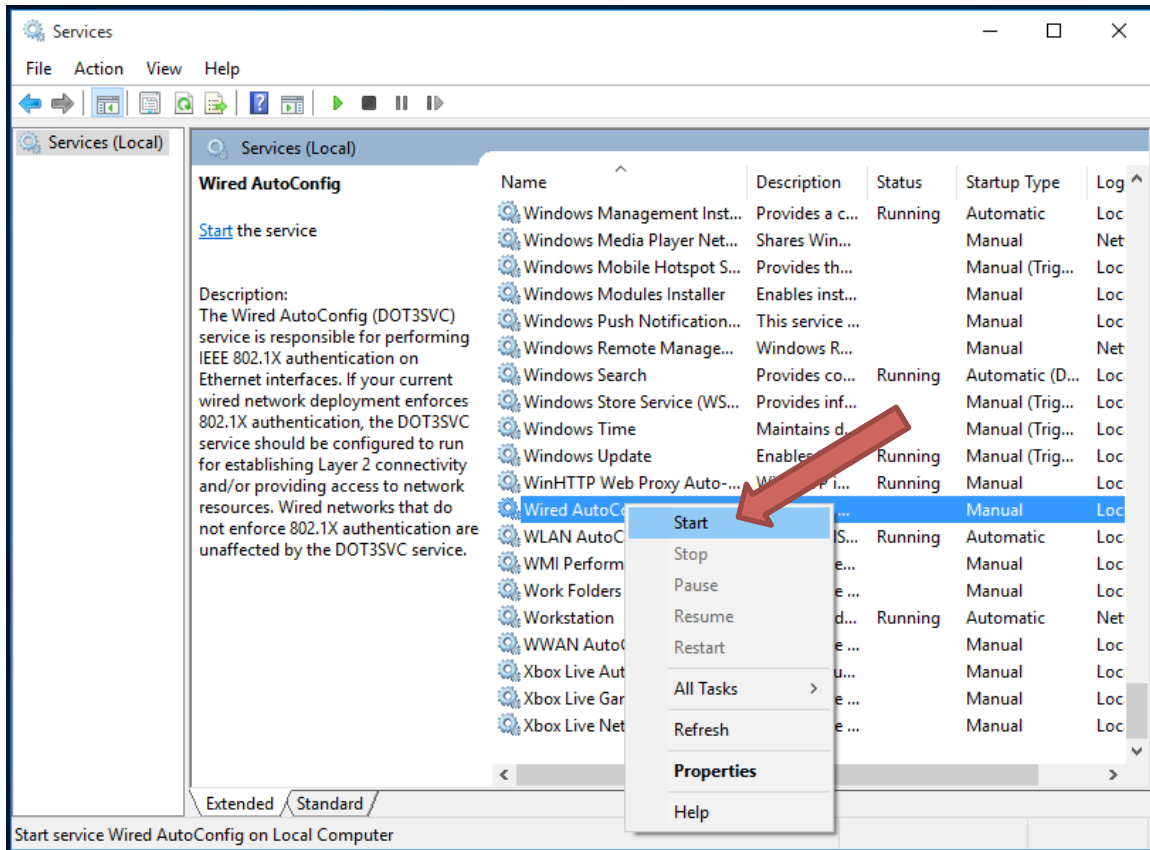 Services
File Action View Help
Services (Local)
Services (Local)
Wired AutoConfig
Start the service
Description:
The Wired AutoConfig (DOT3SVC)
service is responsible for performing
IEEE 802.1X authentication on
Ethernet interfaces. If your current
wired network deployment enforces
802.1X authentication, the DOT3SVC
service should be configured to run
for establishing Layer 2 connectivity
and/or providing access to network
resources. Wired networks that do
not enforce 802.1X authentication are
unaffected by the DOT3SVC service.
Name Description Status Startup Type Log
Windows Management Inst... Provides a c... Running Automatic Loc
Windows Media Player Net... Shares Win... Manual Net
Windows Mobile Hotspot S... Provides th... Manual (Trig... Loc
Windows Modules Installer Enables inst... Manual Loc
Windows Push Notification... This service ... Manual Loc
Windows Remote Manage... Windows R... Manual Net
Windows Search Provides co... Running Automatic (D... Loc
Windows Store Service (WS... Provides inf... Manual (Trig... Loc
Windows Time Maintains d... Manual (Trig... Loc
Windows Update Enables Running Manual (Trig... Loc
WinHTTP Web Proxy Auto-... Running Manual Loc
Wired AutoC ... Manual Loc
WLAN AutoC S... Running Automatic Loc
WMI Perform e... Manual Loc
Work Folders e ... Manual Loc
Workstation d... Running Automatic Net
WWAN Auto e ... Manual Loc
Xbox Live Aut u... Manual Loc
Xbox Live Gar e ... Manual Loc
Xbox Live Net e ... Manual Loc
Start
Stop
Pause
Resume
Restart
All Tasks
Refresh
Properties
Help
Extended Standard
Start service Wired AutoConfig on Local Computer